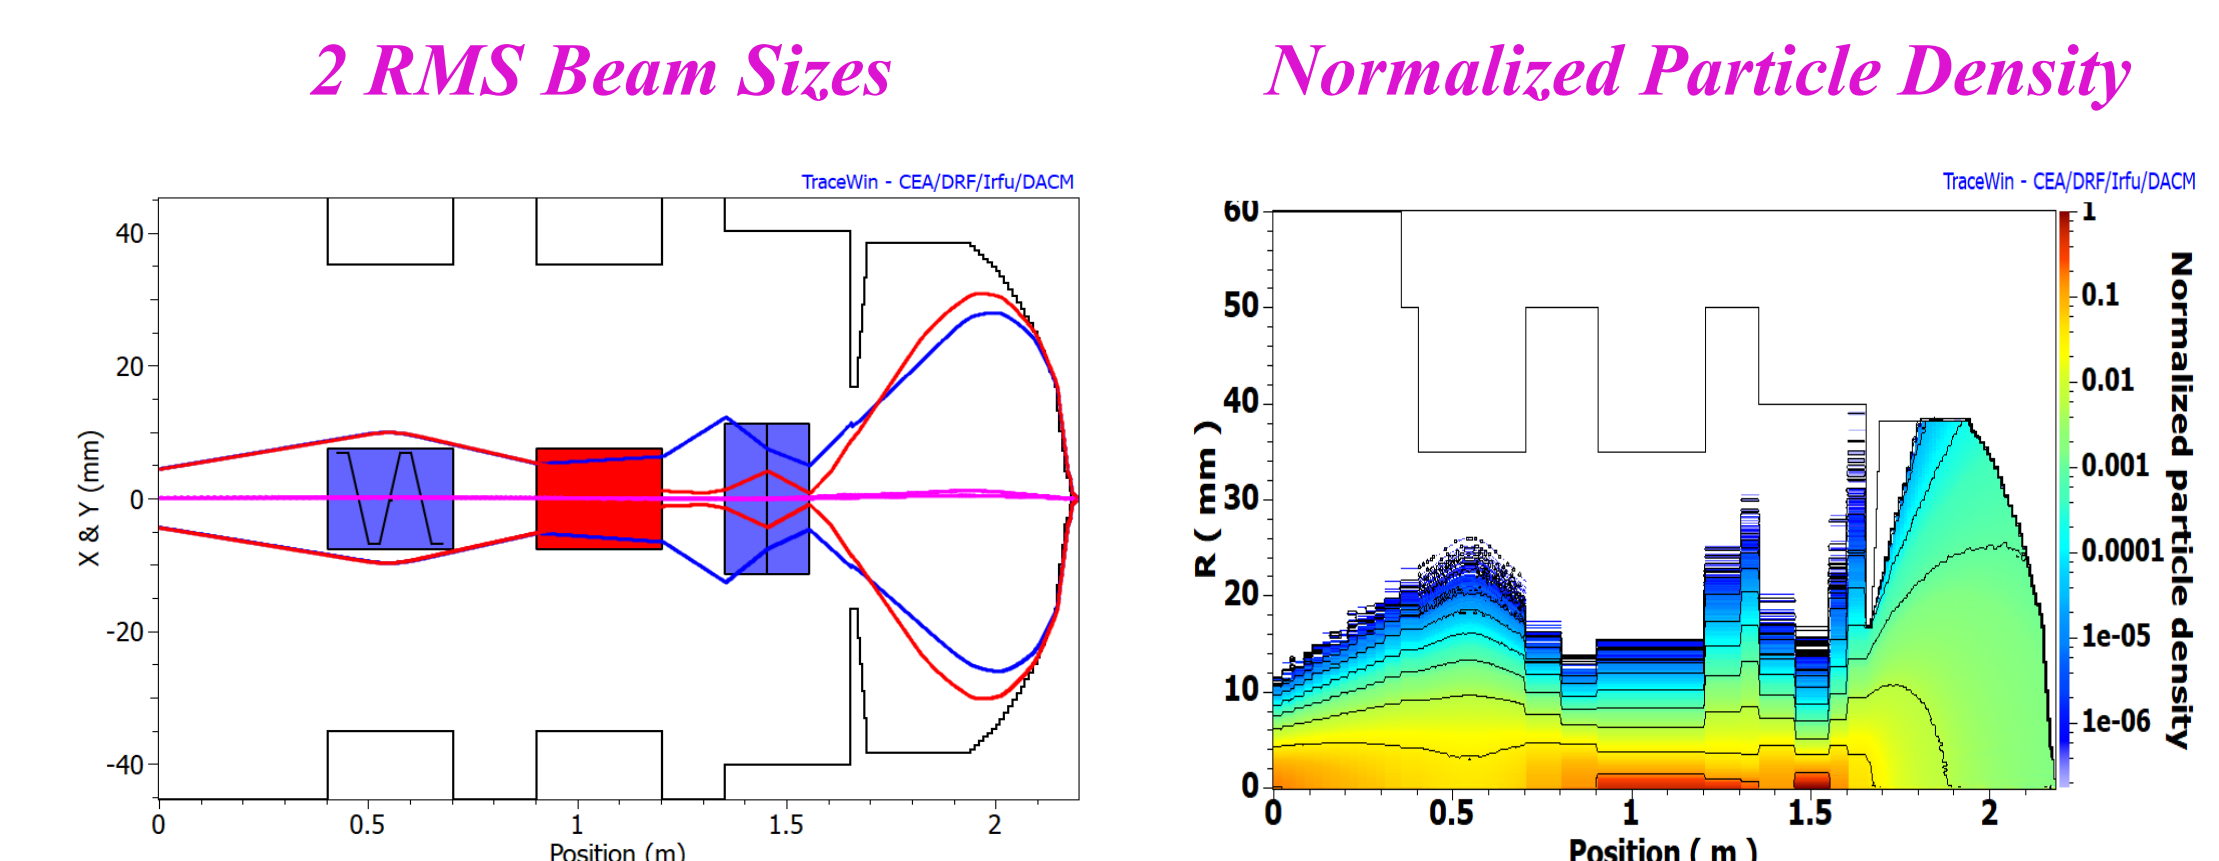 2 RMS Beam Sizes
Normalized Particle Density
TraceWin - CEA/DRF/Irfu/DACM
40
20
0
-20
-40
X & Y (mm)
0
0.5
1
1.5
2
Position (m)
TraceWin - CEA/DRF/Irfu/DACM
60
50
40
30
20
10
0
R ( mm )
0
0.5
1
1.5
2
Position ( m )
1
0.1
0.01
0.001
0.0001
1e-05
1e-06
Normalized particle density